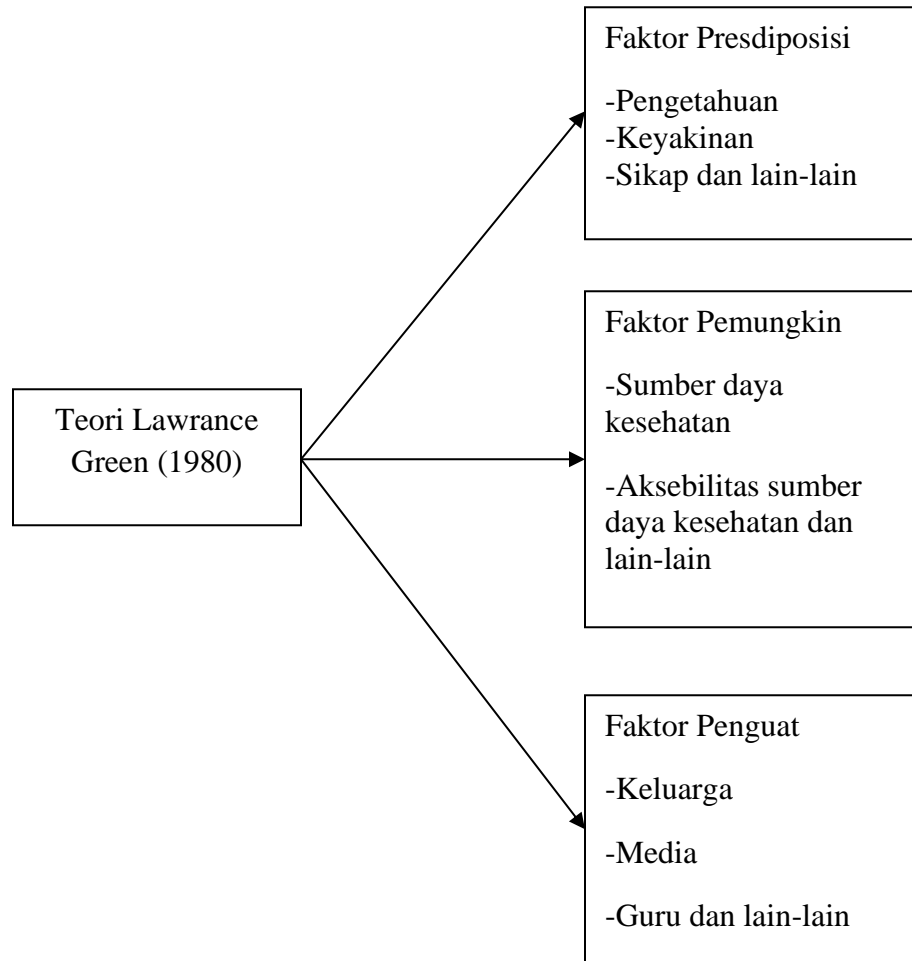 Faktor Presdiposisi
-Pengetahuan
-Keyakinan
-Sikap dan lain-lain
Faktor Pemungkin
-Sumber daya
kesehatan
Teori Lawrance
Green (1980)
-Aksebilitas sumber
daya kesehatan dan
lain-lain
Faktor Penguat
-Keluarga
-Media
-Guru dan lain-lain